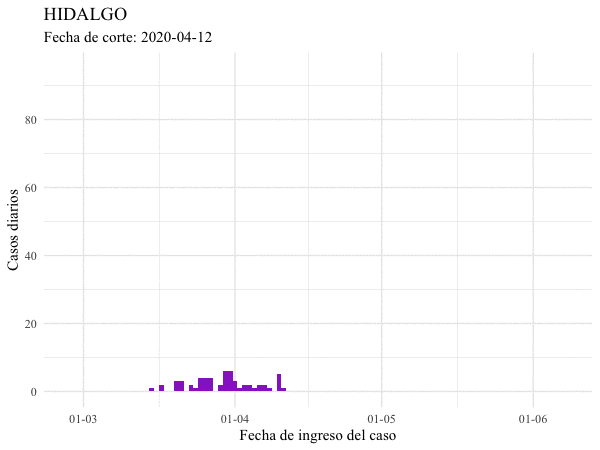 HIDALGO
Fecha de corte: 2020-04-12
Casos diarios
80
60
40
20
0
01-03 01-04 01-05 01-06
Fecha de ingreso del caso